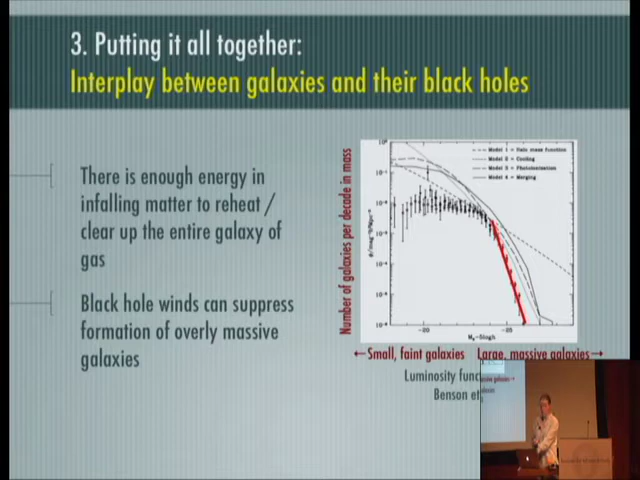 3. Putting it all together:
Interplay between galaxies and their black holes
There is enough energy in
infalling matter to reheat /
clear up the entire galaxy of
gas
Black hole winds can suppress
formation of overly massive
galaxies
Number of galaxies per decade in mass
Model 1 = Halo mass function
Model 2 = Cooling
Model 3 = Photoionization
Model 4 = Merging
-20
-25
←Small, faint galaxies Large, massive galaxies→
Luminosity func
Benson et